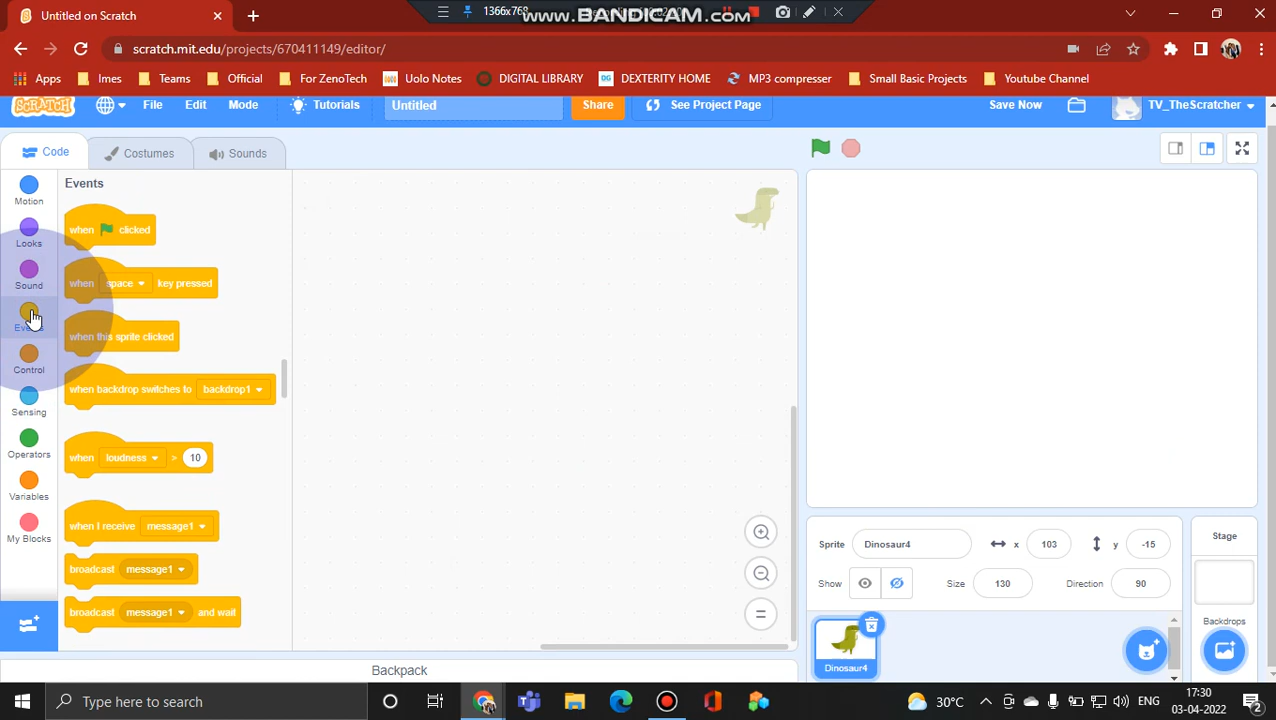 Untitled on Scratch
1366x768
www.BANDICAM.com
scratch.mit.edu/projects/670411149/editor/
Apps
Imes
Teams
Official
For ZenoTech
Uolo Notes
DIGITAL LIBRARY
DEXTERITY HOME
MP3 compresser
Small Basic Projects
Youtube Channel
SCRATCH
File
Edit
Mode
Tutorials
Untitled
Share
See Project Page
Save Now
TV_TheScratcher
Code
Costumes
Sounds
Motion
Looks
Sound
Events
Control
Sensing
Operators
Variables
My Blocks
Events
when clicked
when space key pressed
when this sprite clicked
when backdrop switches to backdrop1
when loudness > 10
when I receive message1
broadcast message1
broadcast message1 and wait
Backpack
Sprite Dinosaur4 x 103 y -15
Show Size 130 Direction 90
Dinosaur4
Stage
Backdrops
Type here to search
30°C
ENG
17:30
03-04-2022
2